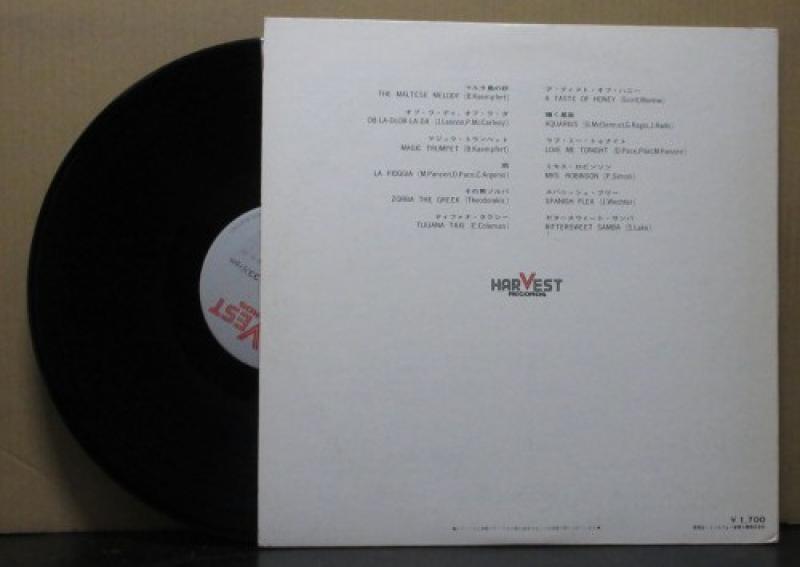 マルタ島の砂
THE MALTESE MELODY (B.Kaempfert)
オブ・ラ・ディ, オブ・ラ・ダ
OB-LA-DI,OB-LA-DA (J.Lennon,P.McCartney)
マジック・トランペット
MAGIC TRUMPET (B.Kaempfert)
雨
LA PIOGGIA (M.Panzeri,D.Pace,C.Argenio)
その男ゾルバ
ZORBA THE GREEK (Theodorakis)
ティファナ・タクシー
TIJUANA TAXI (E.Coleman)
ア・テイスト・オブ・ハニー
A TASTE OF HONEY (Scott,Marlow)
輝く星座
AQUARIUS
ラブ・ミー・トゥナイト
LOVE ME TONIGHT (D.Pace,Pilat,M.Panzeri)
ミセス・ロビンソン
MRS. ROBINSON (P.Simon)
スパニッシュ・フリー
SPANISH FLEA (J.Wechter)
ビタースウィート・サンバ
BITTERSWEET SAMBA (S.Lake)
HARVEST
RECORDS
33⅓rpm
VEST
¥1,700